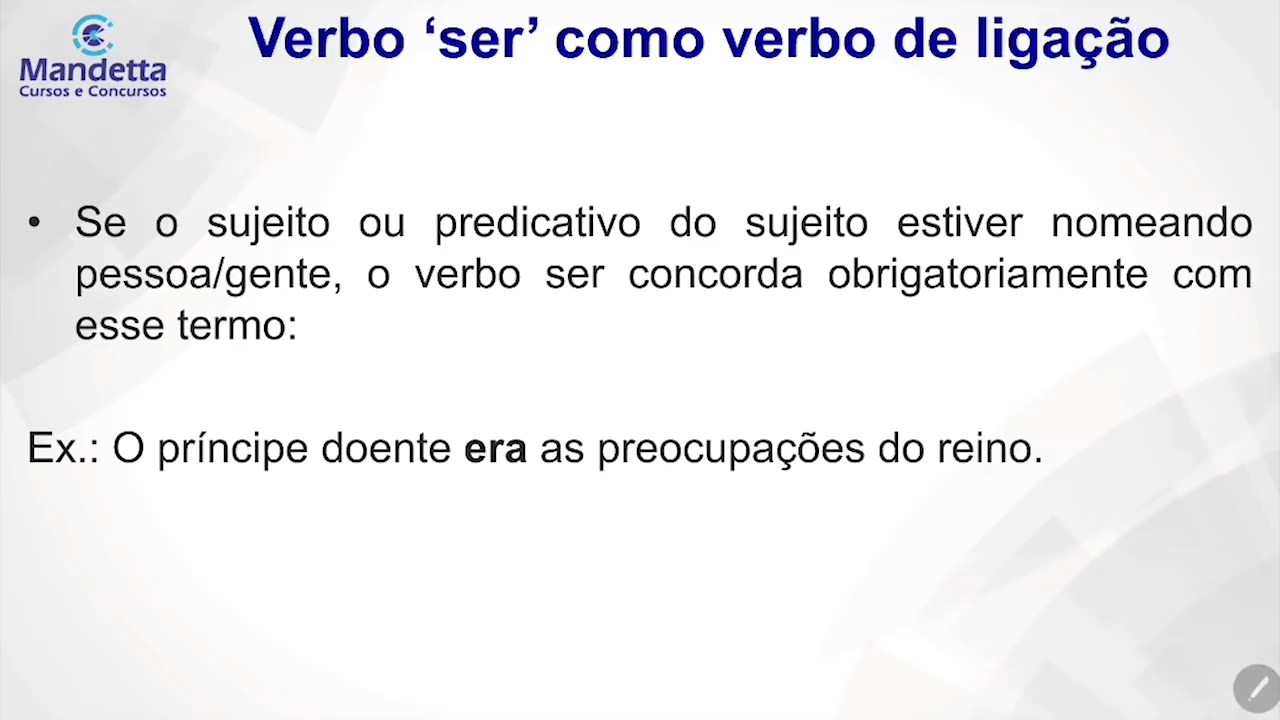 Mandetta
Cursos e Concursos
Verbo ‘ser’ como verbo de ligação
• Se o sujeito ou predicativo do sujeito estiver nomeando
pessoa/gente, o verbo ser concorda obrigatoriamente com
esse termo:
Ex.: O príncipe doente era as preocupações do reino.